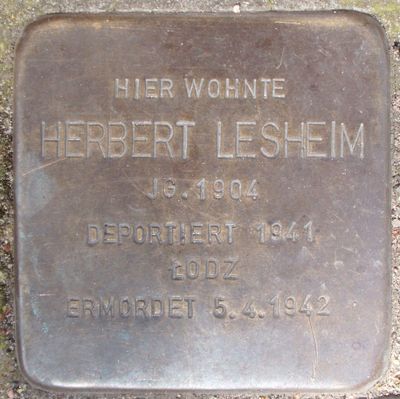 HIER WOHNTE
HERBERT LESHEIM
JG. 1904
DEPORTIERT 1941
ŁODZ
ERMORDET 5.4.1942